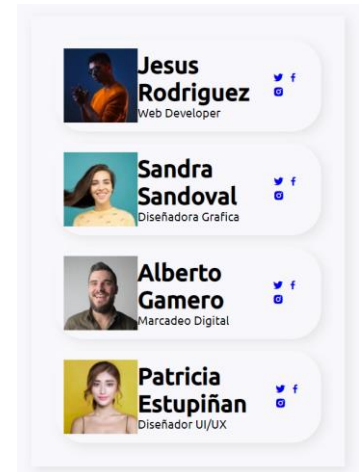 Jesus
Rodriguez
Web Developer
Sandra
Sandoval
Diseñadora Grafica
Alberto
Gamero
Marcadeo Digital
Patricia
Estupiñan
Diseñador UI/UX